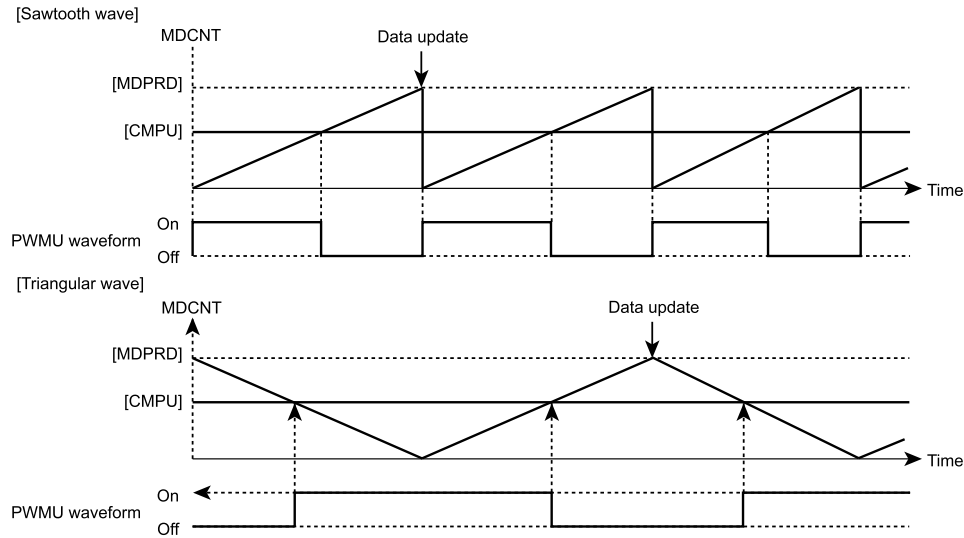 [Sawtooth wave]
MDCNT
Data update
[MDPRD]
[CMPU]
Time
On
PWMU waveform
Off
[Triangular wave]
MDCNT
Data update
[MDPRD]
[CMPU]
Time
On
PWMU waveform
Off